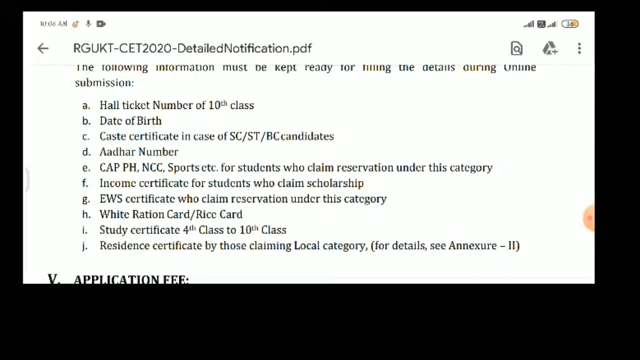 10:06 AM
RGUKT-CET2020-DetailedNotification.pdf
The following information must be kept ready for filling the details during Online
submission:
a. Hall ticket Number of 10th class
b. Date of Birth
c. Caste certificate in case of SC/ST/BC candidates
d. Aadhar Number
e. CAP PH, NCC, Sports etc. for students who claim reservation under this category
f. Income certificate for students who claim scholarship
g. EWS certificate who claim reservation under this category
h. White Ration Card/Rice Card
i. Study certificate 4th Class to 10th Class
j. Residence certificate by those claiming Local category, (for details, see Annexure – II)
V. APPLICATION FEE: